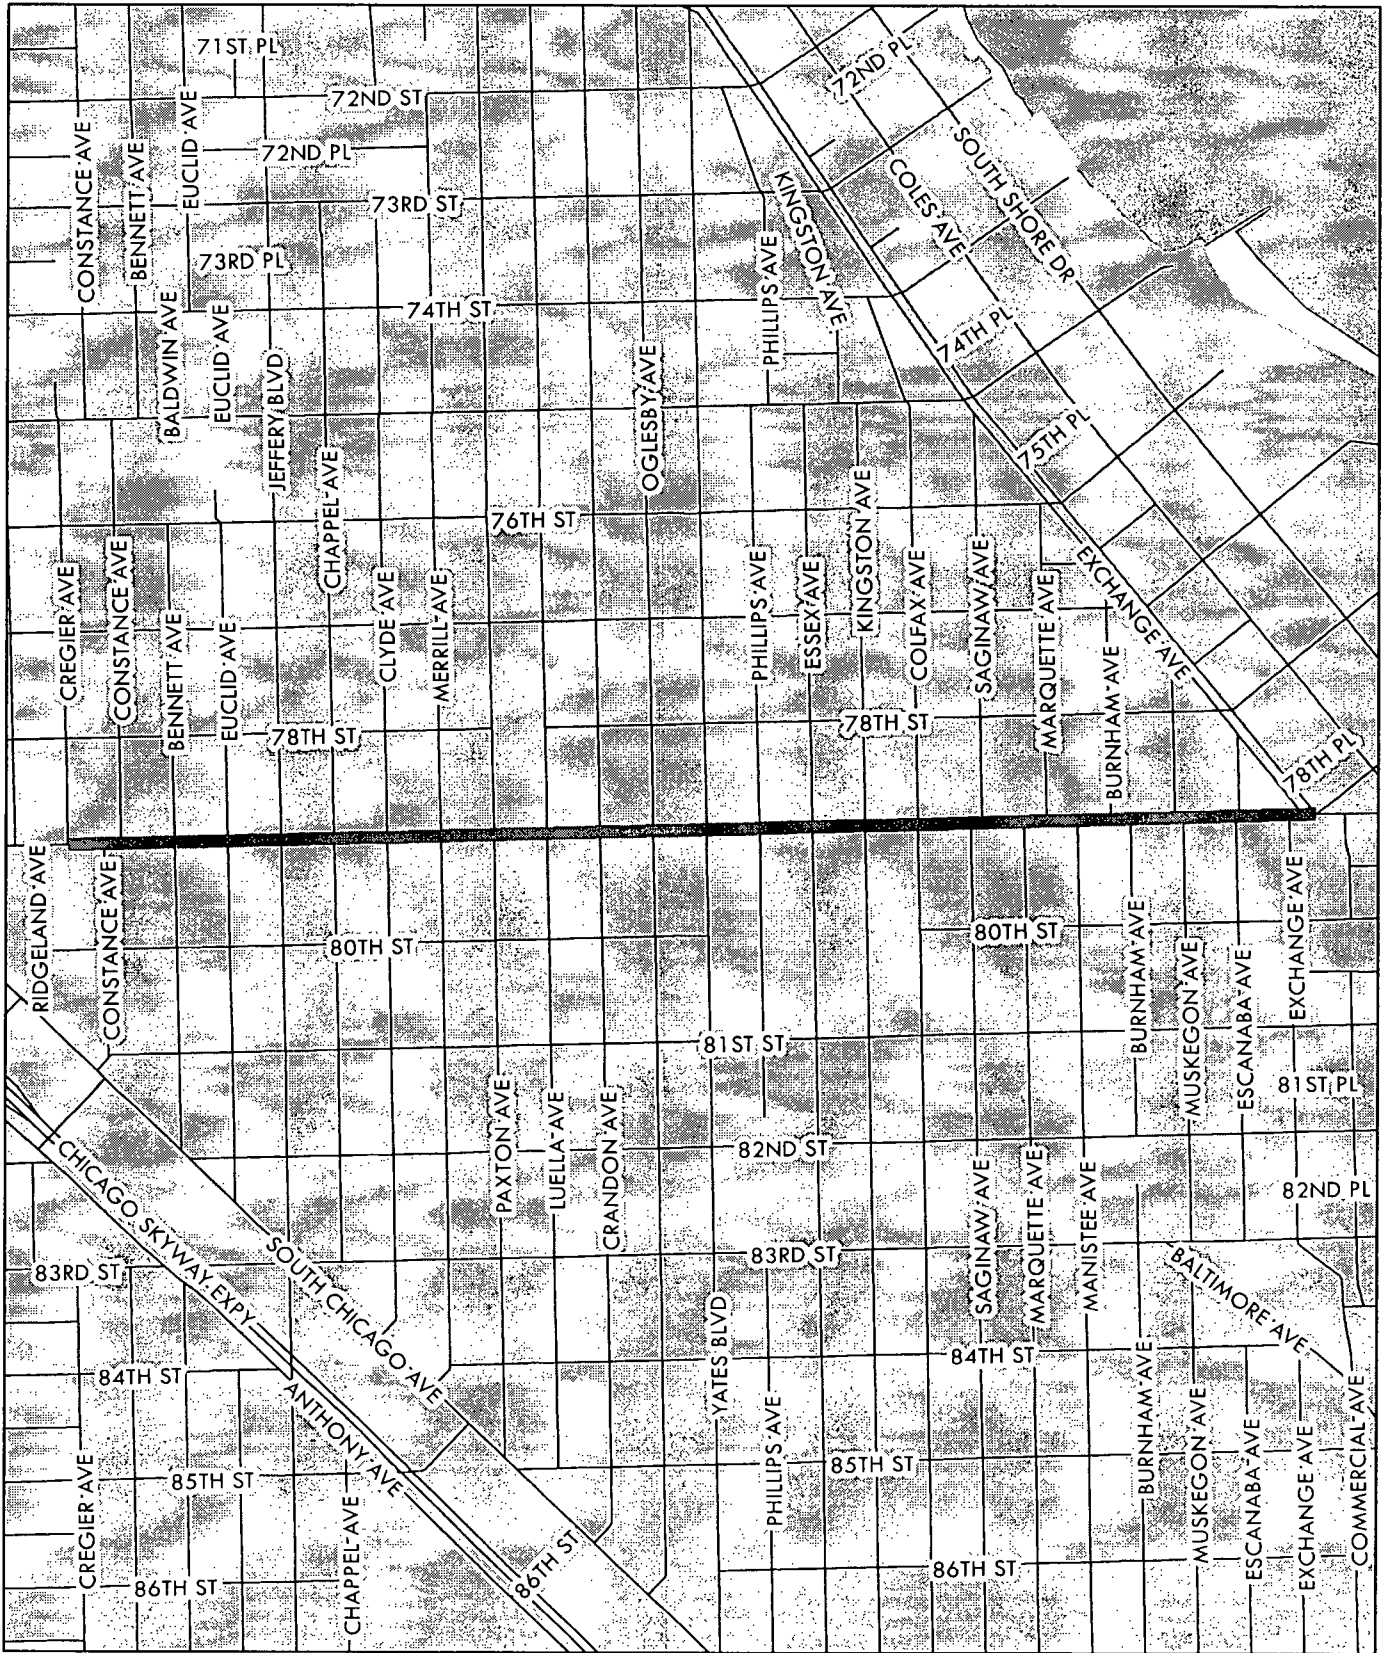 71ST PL
72ND PL
72ND ST
CONSTANCE AVE
BENNETT AVE
EUCLID AVE
72ND PL
73RD ST
KINGSTON AVE
COLES AVE
SOUTH SHORE DR
73RD PL
PHILLIPS AVE
BALDWIN AVE
EUCLID AVE
74TH ST
74TH PL
JEFFERY BLVD
OGLESBY AVE
CHAPPEL AVE
75TH PL
76TH ST
KINGSTON AVE
CREGIER AVE
CONSTANCE AVE
BENNETT AVE
EUCLID AVE
CLYDE AVE
MERRILL AVE
PHILLIPS AVE
ESSEX AVE
COLFAX AVE
SAGINAW AVE
MARQUETTE AVE
BURNHAM AVE
EXCHANGE AVE
78TH ST
78TH ST
78TH PL
RIDGELAND AVE
CONSTANCE AVE
80TH ST
80TH ST
BURNHAM AVE
MUSKEGON AVE
ESCANABA AVE
EXCHANGE AVE
81ST ST
81ST PL
PAXTON AVE
LUELLA AVE
CRANDON AVE
82ND ST
82ND PL
CHICAGO SKYWAY EXPY
SOUTH CHICAGO AVE
83RD ST
83RD ST
SAGINAW AVE
MARQUETTE AVE
MANISTEE AVE
BALTIMORE AVE
YATES BLVD
84TH ST
84TH ST
ANTHONY AVE
PHILLIPS AVE
BURNHAM AVE
MUSKEGON AVE
ESCANABA AVE
EXCHANGE AVE
COMMERCIAL AVE
CREGIER AVE
85TH ST
85TH ST
CHAPPEL AVE
86TH ST
86TH ST
86TH ST